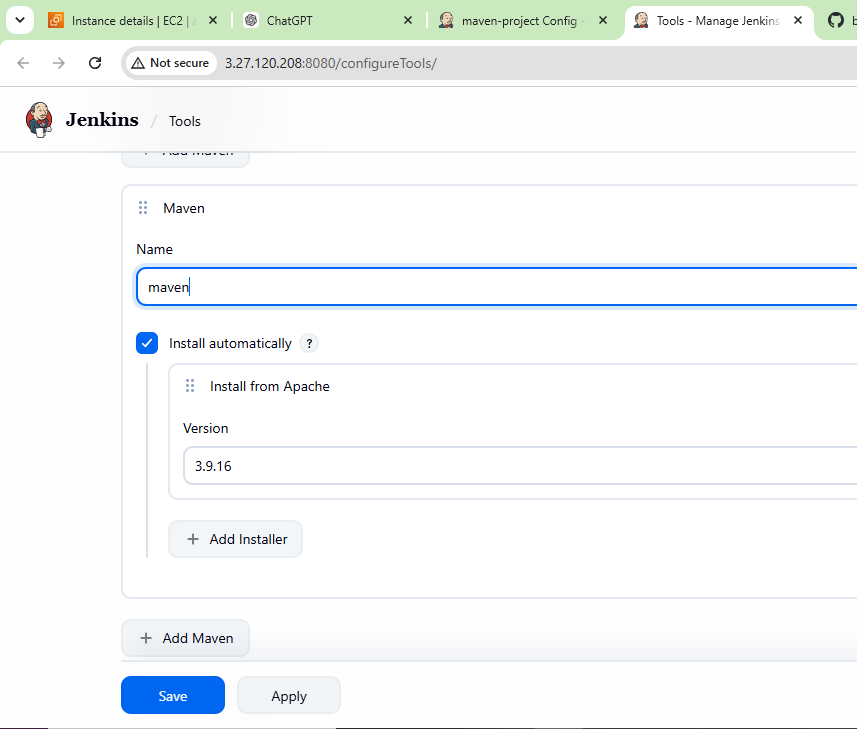 Instance details | EC2 |
ChatGPT
maven-project Config -
Tools - Manage Jenkins
Not secure
3.27.120.208:8080/configureTools/
Jenkins / Tools
Add Maven
Maven
Name
maven
Install automatically ?
Install from Apache
Version
3.9.16
+ Add Installer
+ Add Maven
Save
Apply